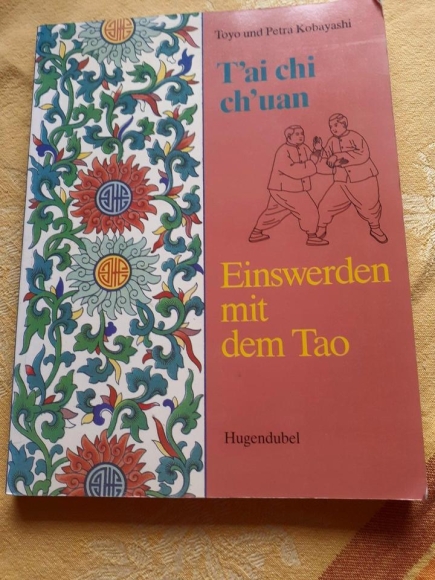 Toyo und Petra Kobayashi
T'ai chi
ch'uan
Einswerden
mit
dem Tao
Hugendubel